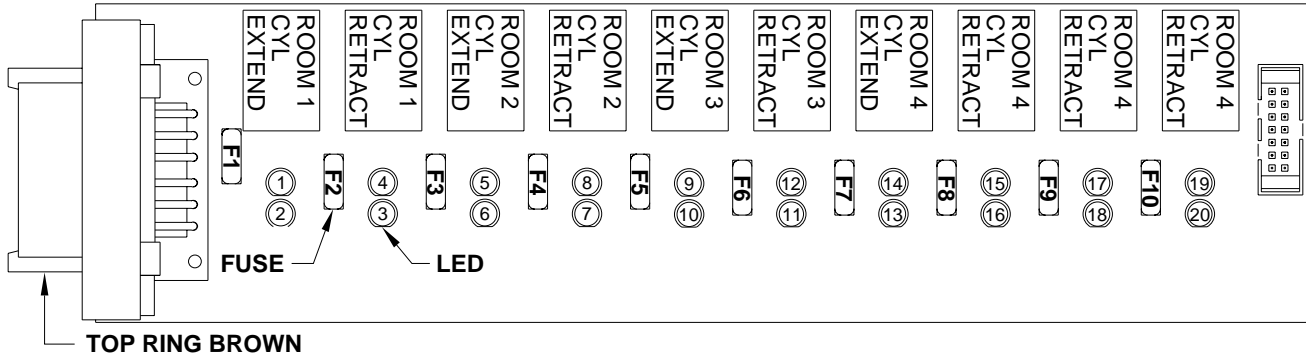 ROOM 1
CYL
EXTEND
ROOM 1
CYL
RETRACT
ROOM 2
CYL
EXTEND
ROOM 2
CYL
RETRACT
ROOM 3
CYL
EXTEND
ROOM 3
CYL
RETRACT
ROOM 4
CYL
EXTEND
ROOM 4
CYL
RETRACT
ROOM 4
CYL
RETRACT
ROOM 4
CYL
RETRACT
F1
F2
F3
F4
F5
F6
F7
F8
F9
F10
1 4 5 8 9 12 14 15 17 19
2 3 6 7 10 11 13 16 18 20
FUSE
LED
TOP RING BROWN